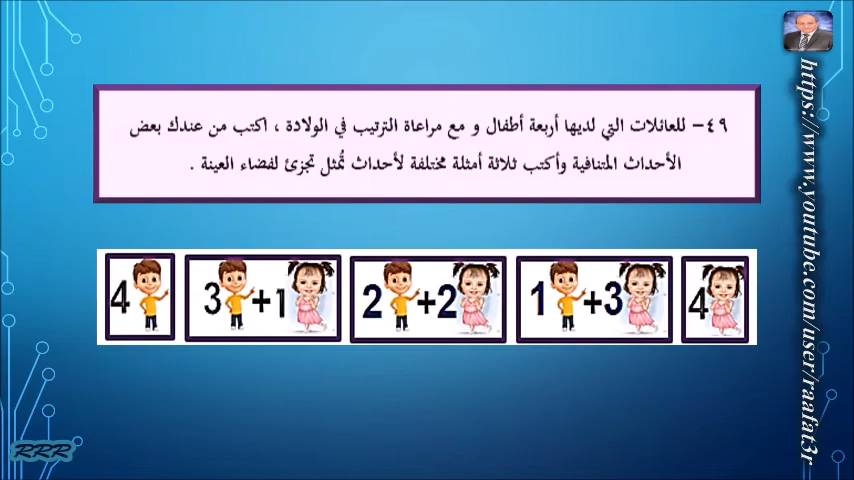 ٤٩- للعائلات التي لديها أربعة أطفال و مع مراعاة الترتيب في الولادة ، اكتب من عندك بعض
الأحداث المتنافية وأكتب ثلاثة أمثلة مختلفة لأحداث تُمثل تجزئ لفضاء العينة .
4 3 +1 2 +2 1 +3 4
https://www.youtube.com/user/raafat3r
RRR